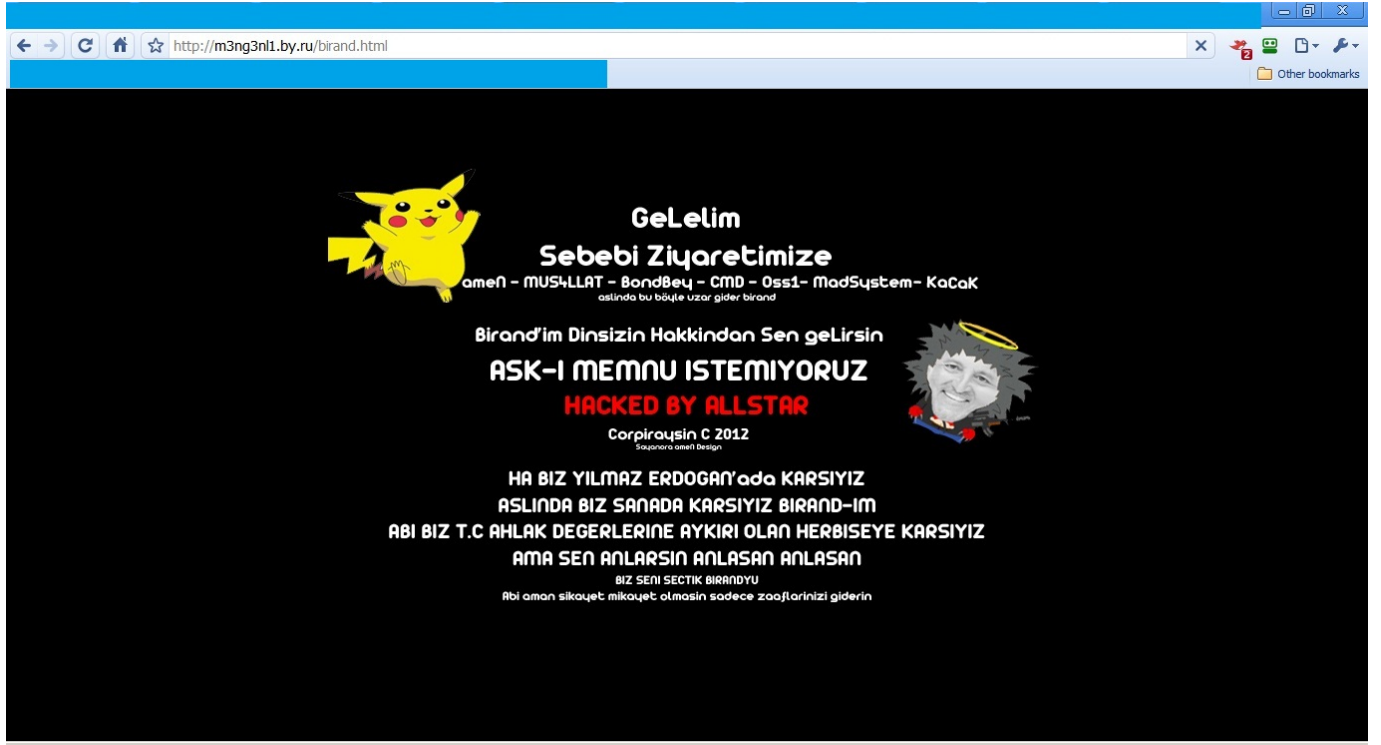 http://m3ng3nl1.by.ru/birand.html
2
Other bookmarks
GeLelim
Sebebi Ziyaretimize
ameN - MUS4LLAT - BondBey - CMD - Oss1- MadSystem- KaCaK
aslinda bu böyle uzar gider birand
Birand'im Dinsizin Hakkindan Sen geLirsin
ASK-I MEMNU ISTEMIYORUZ
HACKED BY ALLSTAR
Corpiraysin C 2012
Sayanora ameN Design
HA BIZ YILMAZ ERDOGAN'ada KARSIYIZ
ASLINDA BIZ SANADA KARSIYIZ BIRAND-IM
ABI BIZ T.C AHLAK DEGERLERINE AYKIRI OLAN HERBISEYE KARSIYIZ
AMA SEN ANLARSIN ANLASAN ANLASAN
BIZ SENI SECTIK BIRANDYU
Abi aman sikayet mikayet olmasin sadece zaaflarinizi giderin